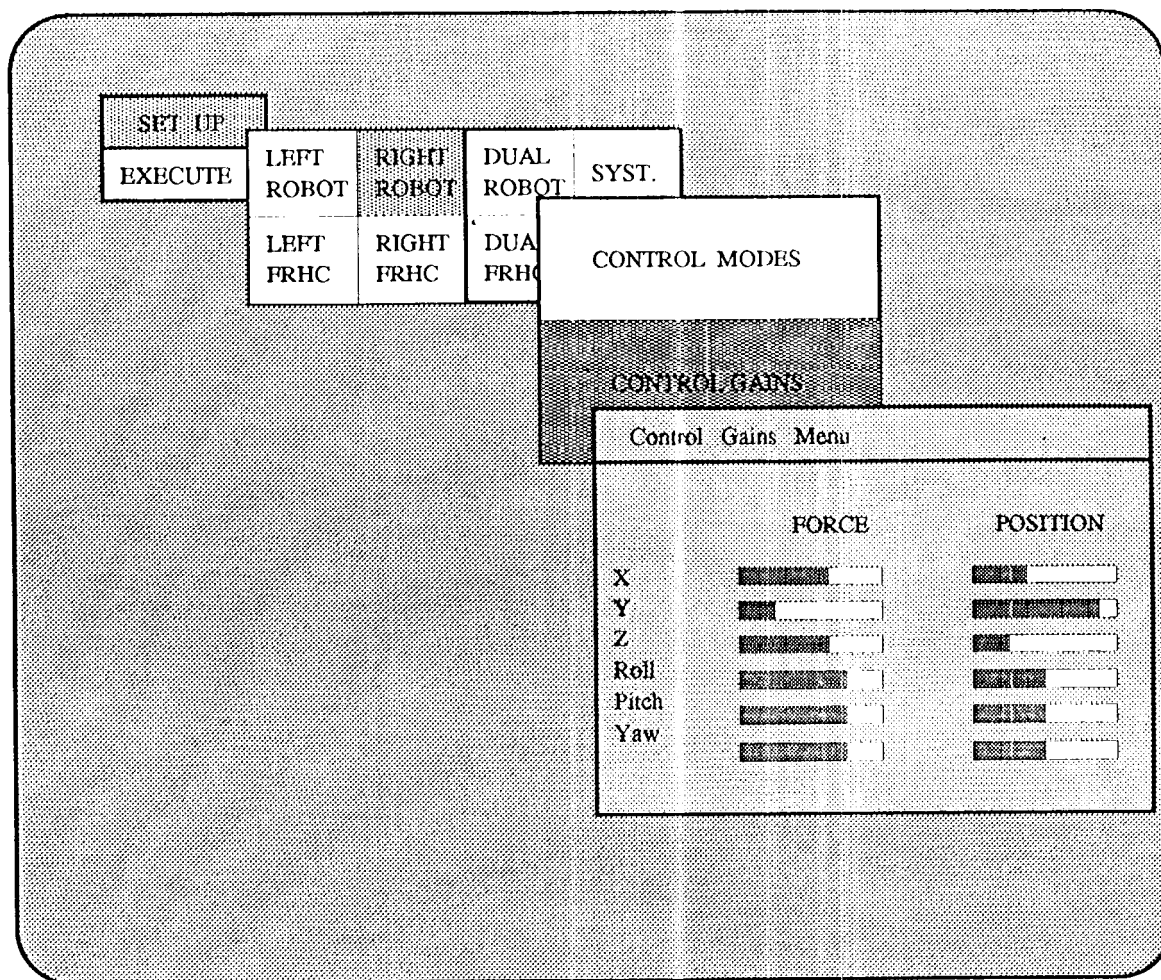 SET UP
EXECUTE
LEFT ROBOT
RIGHT ROBOT
DUAL ROBOT
SYST.
LEFT FRHC
RIGHT FRHC
DUA
FRHC
CONTROL MODES
CONTROL GAINS
Control Gains Menu
FORCE POSITION
X
Y
Z
Roll
Pitch
Yaw